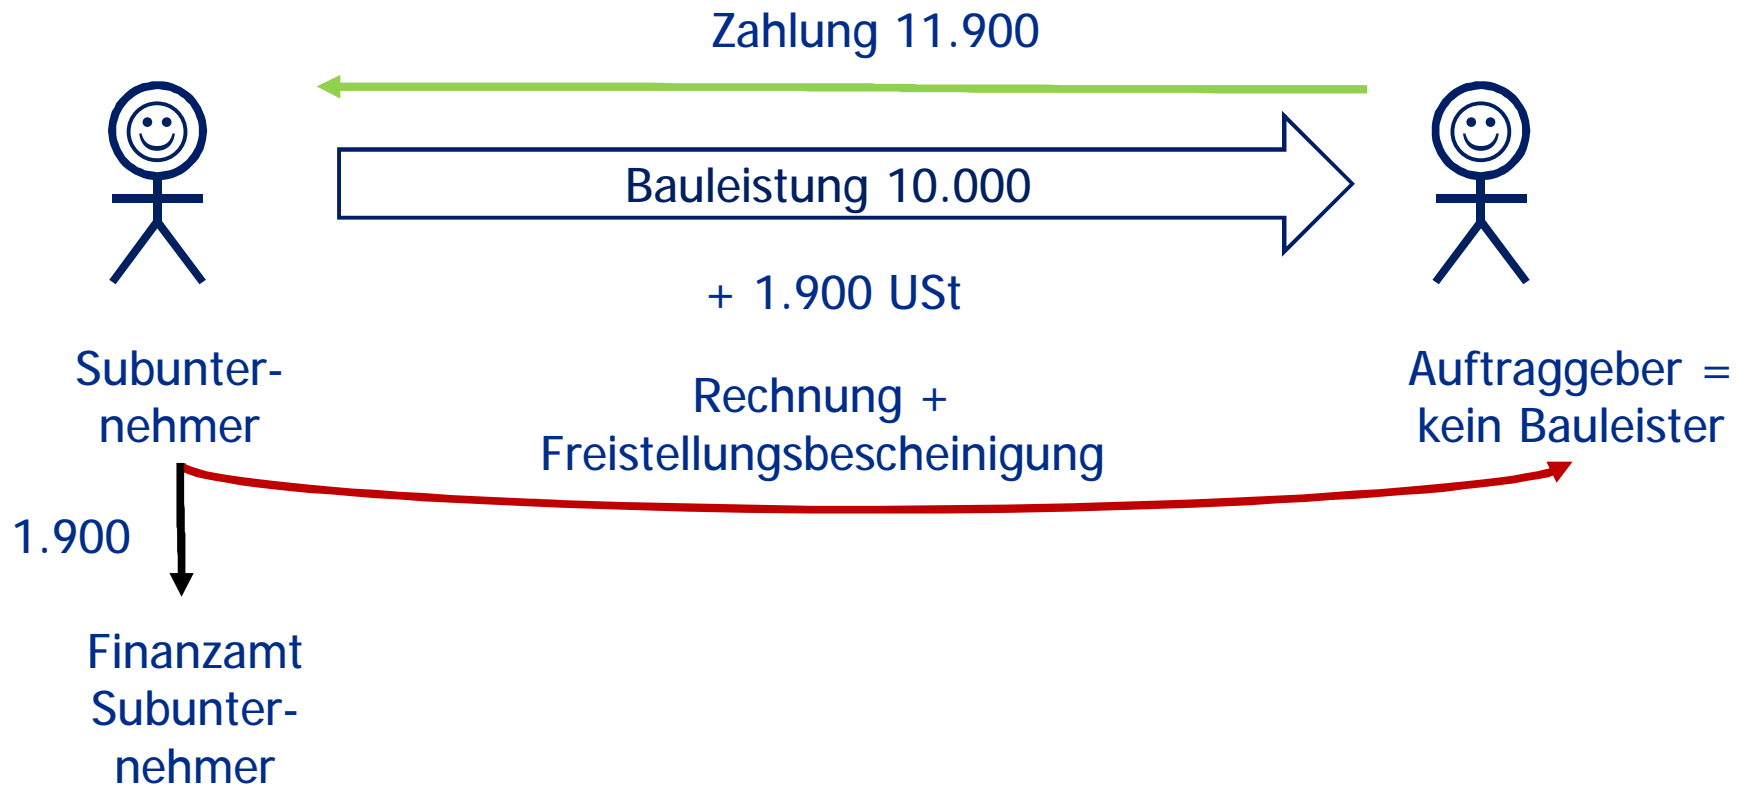 Zahlung 11.900
Bauleistung 10.000
+ 1.900 USt
Subunter-
nehmer
Rechnung +
Freistellungsbescheinigung
Auftraggeber =
kein Bauleister
1.900
Finanzamt
Subunter-
nehmer